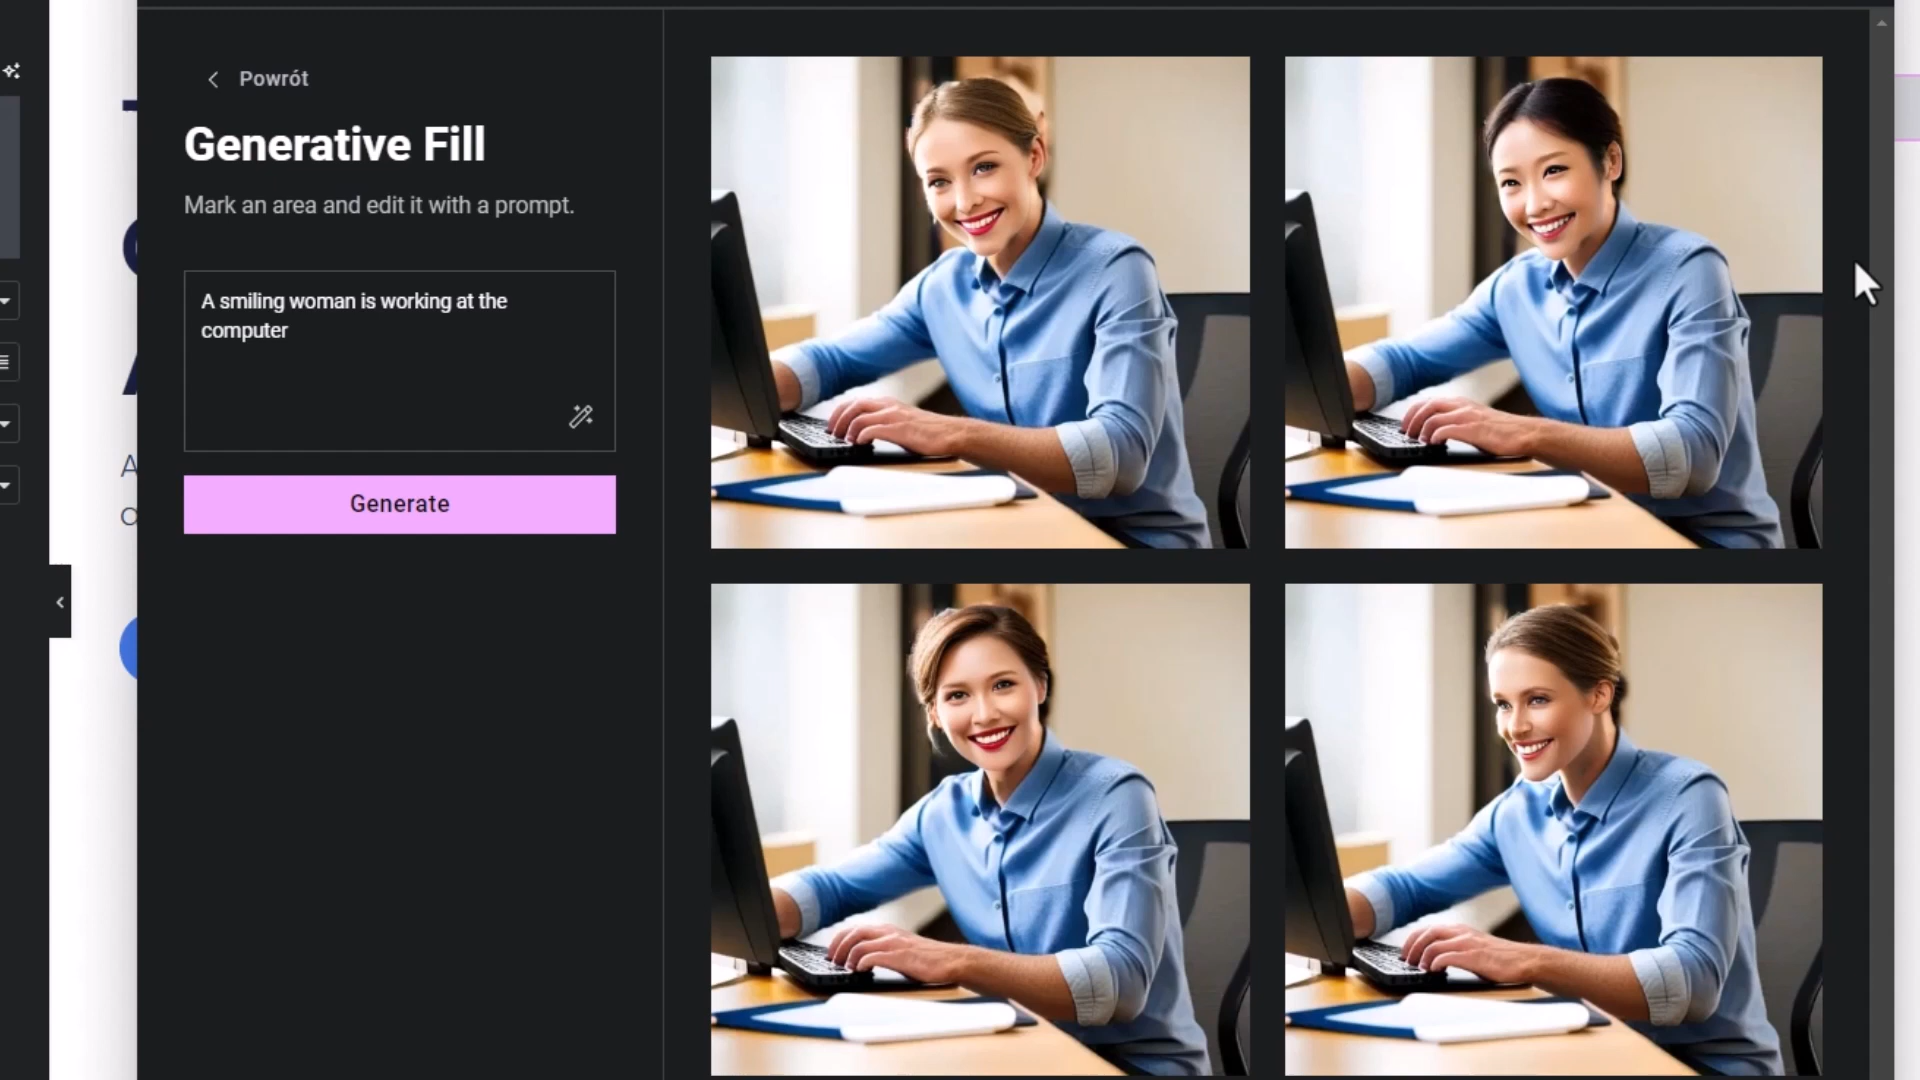 Powrót
Generative Fill
Mark an area and edit it with a prompt.
A smiling woman is working at the
computer
Generate